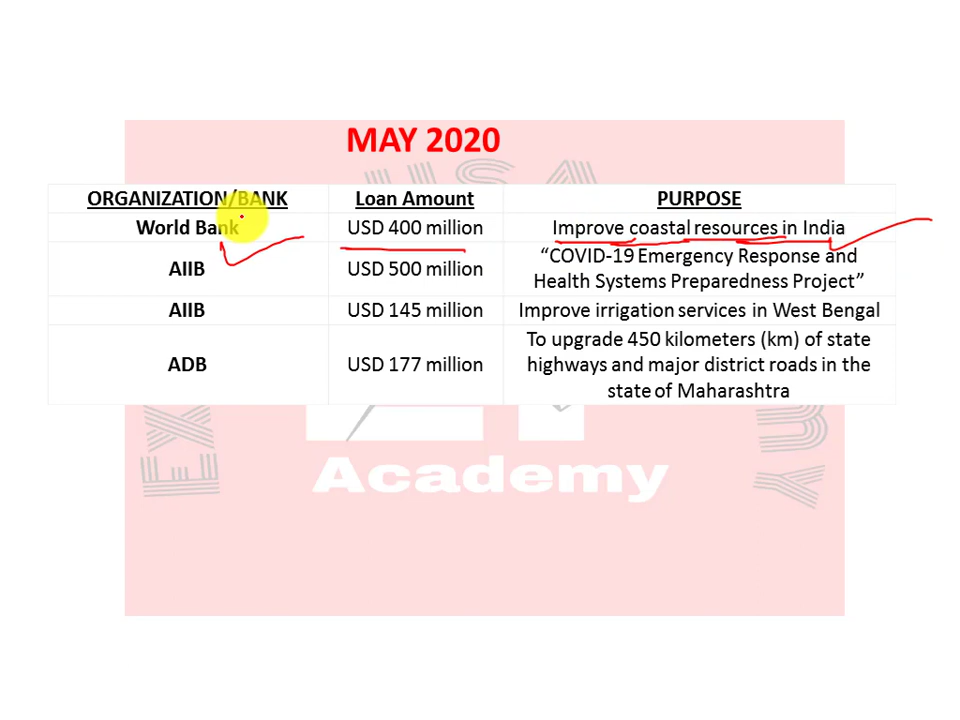 MAY 2020
ORGANIZATION/BANK Loan Amount PURPOSE
World Bank USD 400 million Improve coastal resources in India
AIIB USD 500 million "COVID-19 Emergency Response and
Health Systems Preparedness Project"
AIIB USD 145 million Improve irrigation services in West Bengal
ADB USD 177 million To upgrade 450 kilometers (km) of state
highways and major district roads in the
state of Maharashtra
Academy